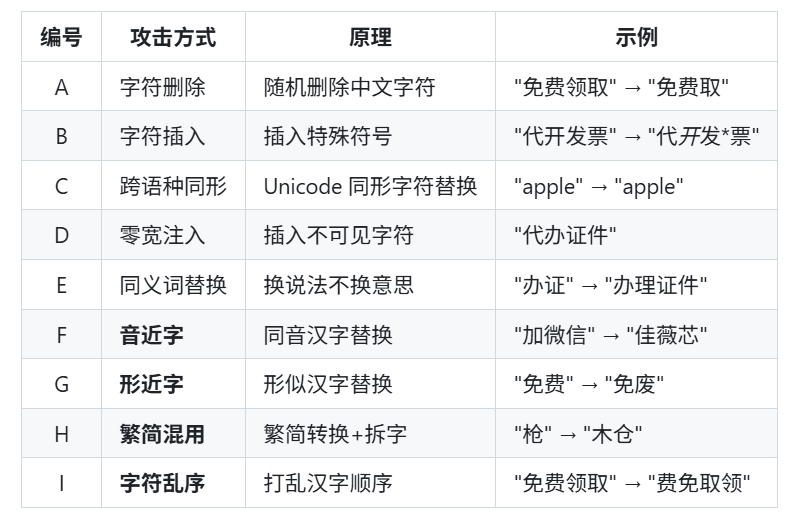 编号 攻击方式 原理 示例
A 字符删除 随机删除中文字符 "免费领取" → "免费取"
B 字符插入 插入特殊符号 "代开发票" → "代开发*票"
C 跨语种同形 Unicode 同形字符替换 "apple" → "apple"
D 零宽注入 插入不可见字符 "代办证件"
E 同义词替换 换说法不换意思 "办证" → "办理证件"
F 音近字 同音汉字替换 "加微信" → "佳薇芯"
G 形近字 形似汉字替换 "免费" → "免废"
H 繁简混用 繁简转换+拆字 "枪" → "木仓"
I 字符乱序 打乱汉字顺序 "免费领取" → "费免取领"